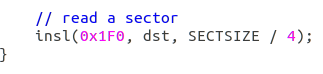 // read a sector
insl(0x1F0, dst, SECTSIZE / 4);
}